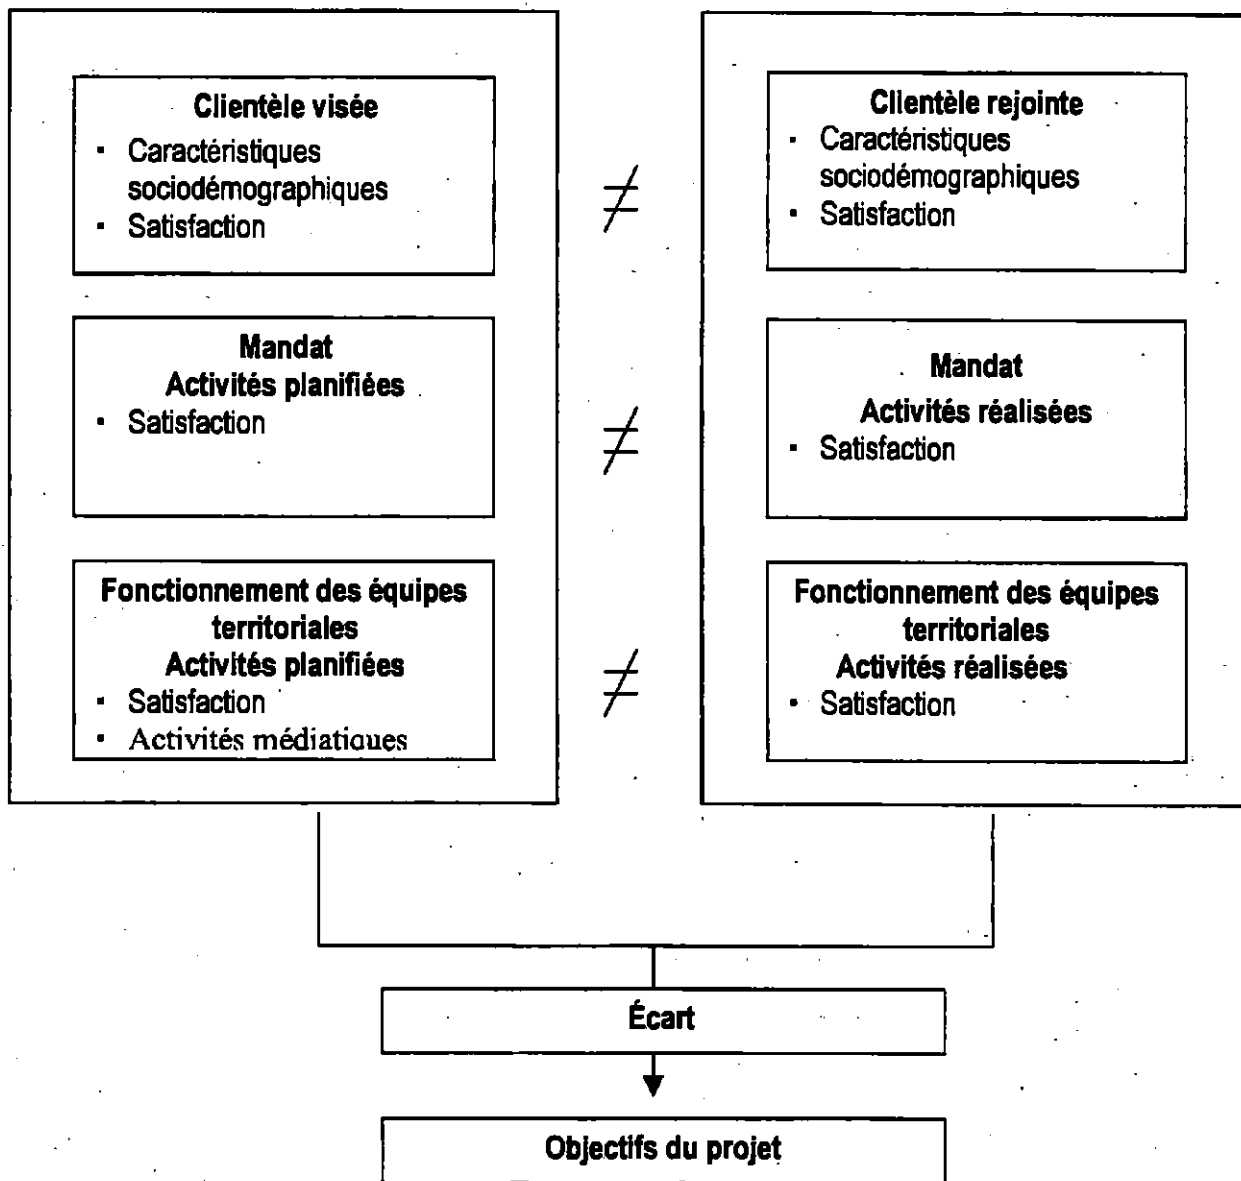 Clientèle visée
▪ Caractéristiques
sociodémographiques
▪ Satisfaction
≠
Clientèle rejointe
▪ Caractéristiques
sociodémographiques
▪ Satisfaction
Mandat
Activités planifiées
▪ Satisfaction
≠
Mandat
Activités réalisées
▪ Satisfaction
Fonctionnement des équipes
territoriales
Activités planifiées
▪ Satisfaction
▪ Activités médiatiques
≠
Fonctionnement des équipes
territoriales
Activités réalisées
▪ Satisfaction
Écart
Objectifs du projet